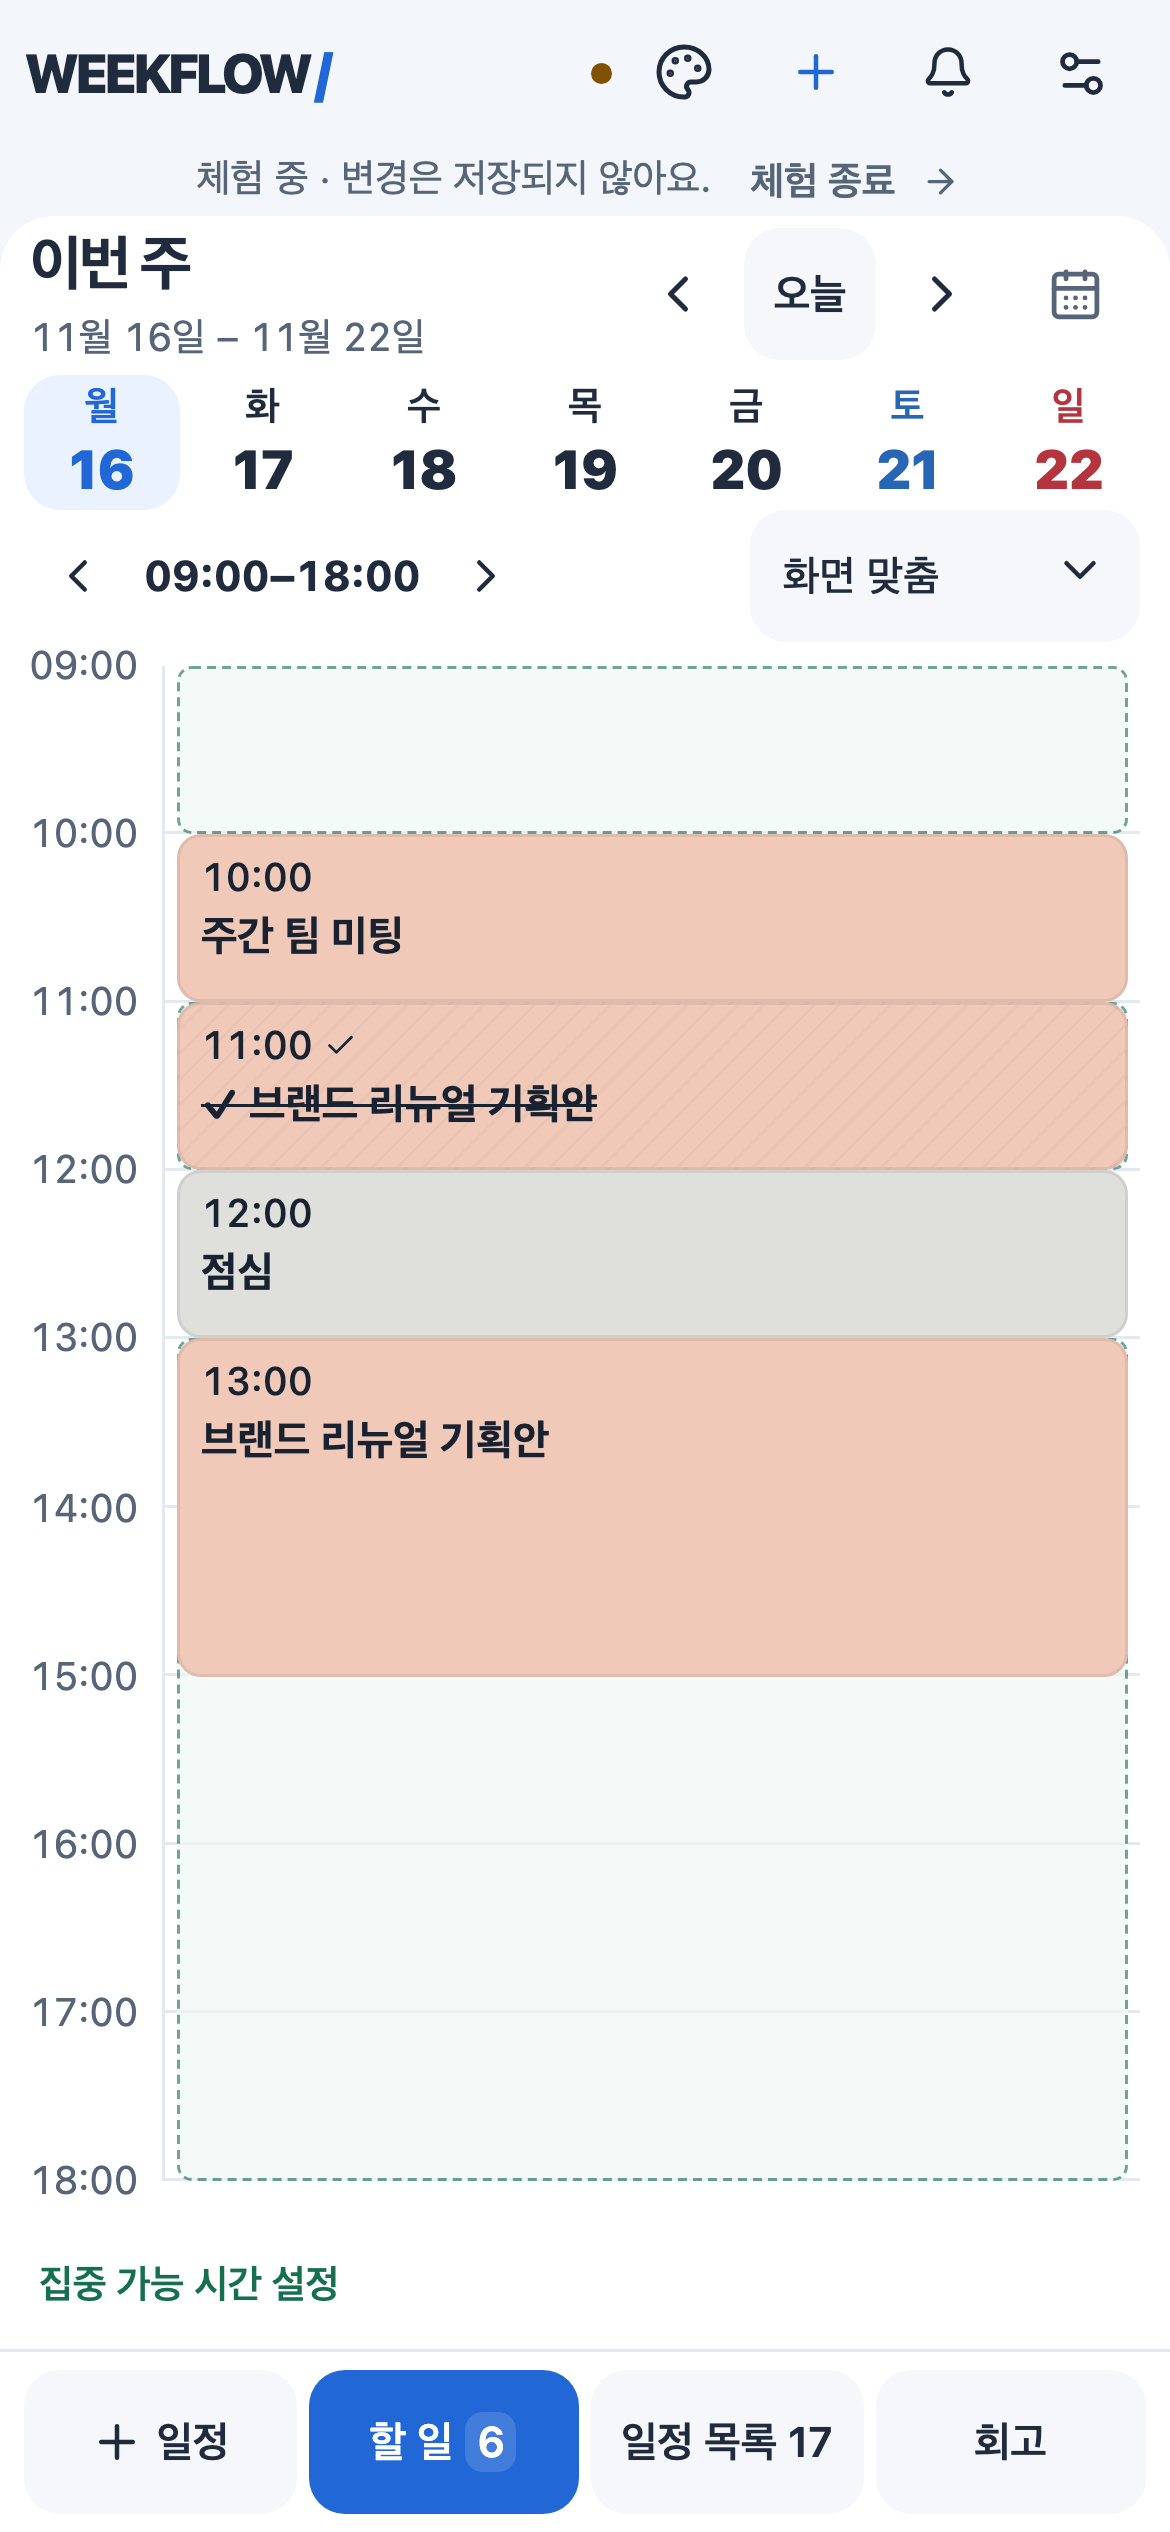 WEEKFLOW/
체험 중 · 변경은 저장되지 않아요. 체험 종료 →
이번 주
오늘
11월 16일 – 11월 22일
월 화 수 목 금 토 일
16 17 18 19 20 21 22
09:00–18:00
화면 맞춤
09:00
10:00
10:00
주간 팀 미팅
11:00
11:00 ✓
✓ 브랜드 리뉴얼 기획안
12:00
12:00
점심
13:00
13:00
브랜드 리뉴얼 기획안
14:00
15:00
16:00
17:00
18:00
집중 가능 시간 설정
+ 일정
할 일 6
일정 목록 17
회고